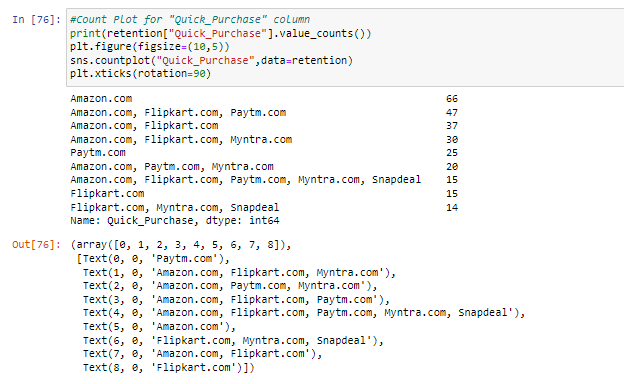 In [76]: #Count Plot for "Quick_Purchase" column
print(retention["Quick_Purchase"].value_counts())
plt.figure(figsize=(10,5))
sns.countplot("Quick_Purchase",data=retention)
plt.xticks(rotation=90)
Amazon.com 66
Amazon.com, Flipkart.com, Paytm.com 47
Amazon.com, Flipkart.com 37
Amazon.com, Flipkart.com, Myntra.com 30
Paytm.com 25
Amazon.com, Paytm.com, Myntra.com 20
Amazon.com, Flipkart.com, Paytm.com, Myntra.com, Snapdeal 15
Flipkart.com 15
Flipkart.com, Myntra.com, Snapdeal 14
Name: Quick_Purchase, dtype: int64
Out[76]: (array([0, 1, 2, 3, 4, 5, 6, 7, 8]),
[Text(0, 0, 'Paytm.com'),
Text(1, 0, 'Amazon.com, Flipkart.com, Myntra.com'),
Text(2, 0, 'Amazon.com, Paytm.com, Myntra.com'),
Text(3, 0, 'Amazon.com, Flipkart.com, Paytm.com'),
Text(4, 0, 'Amazon.com, Flipkart.com, Paytm.com, Myntra.com, Snapdeal'),
Text(5, 0, 'Amazon.com'),
Text(6, 0, 'Flipkart.com, Myntra.com, Snapdeal'),
Text(7, 0, 'Amazon.com, Flipkart.com'),
Text(8, 0, 'Flipkart.com')])